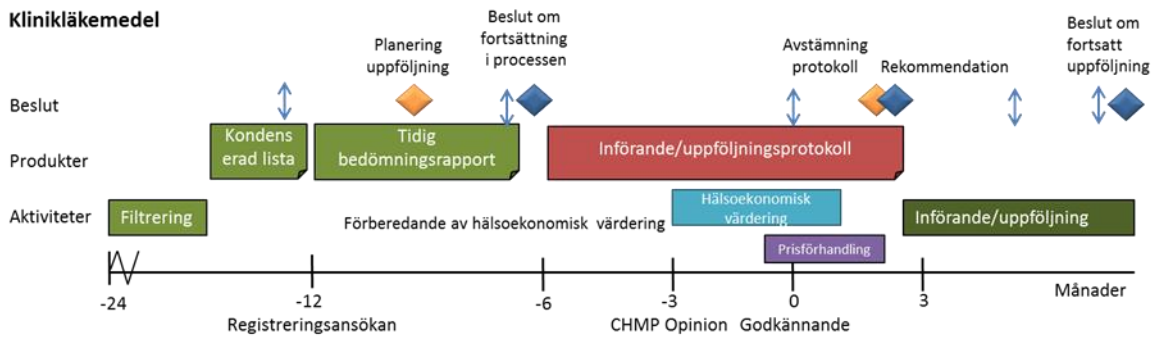 Klinikläkemedel
Beslut om
fortsättning
i processen
Planering
uppföljning
Avstämning
protokoll
Rekommendation
Beslut om
fortsatt
uppföljning
Beslut
Produkter
Kondens
erad lista
Tidig
bedömningsrapport
Införande/uppföljningsprotokoll
Aktiviteter
Filtrering
Förberedande av hälsoekonomisk värdering
Hälsoekonomisk
värdering
Prisförhandling
Införande/uppföljning
-24
-12
-6
-3
0
3
Månader
Registreringsansökan
CHMP Opinion
Godkännande